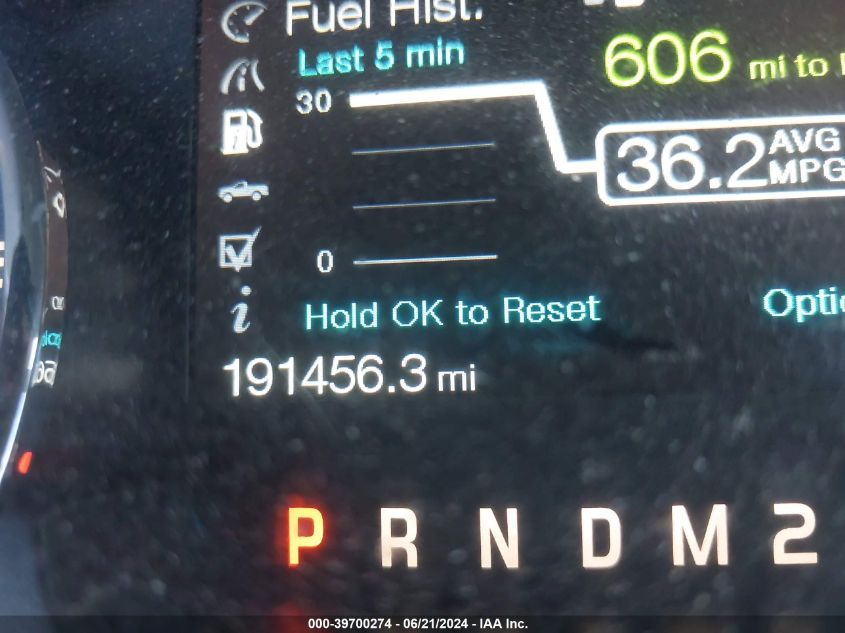 Fuel Hist.
Last 5 min
606 mi to
30
36.2 AVG
MPG
0
Hold OK to Reset
191456.3 mi
P R N D M 2
000-39700274 - 06/21/2024 - IAA Inc.